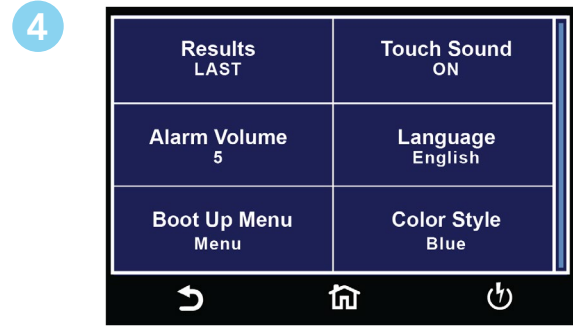 4
Results
LAST
Touch Sound
ON
Alarm Volume
5
Language
English
Boot Up Menu
Menu
Color Style
Blue